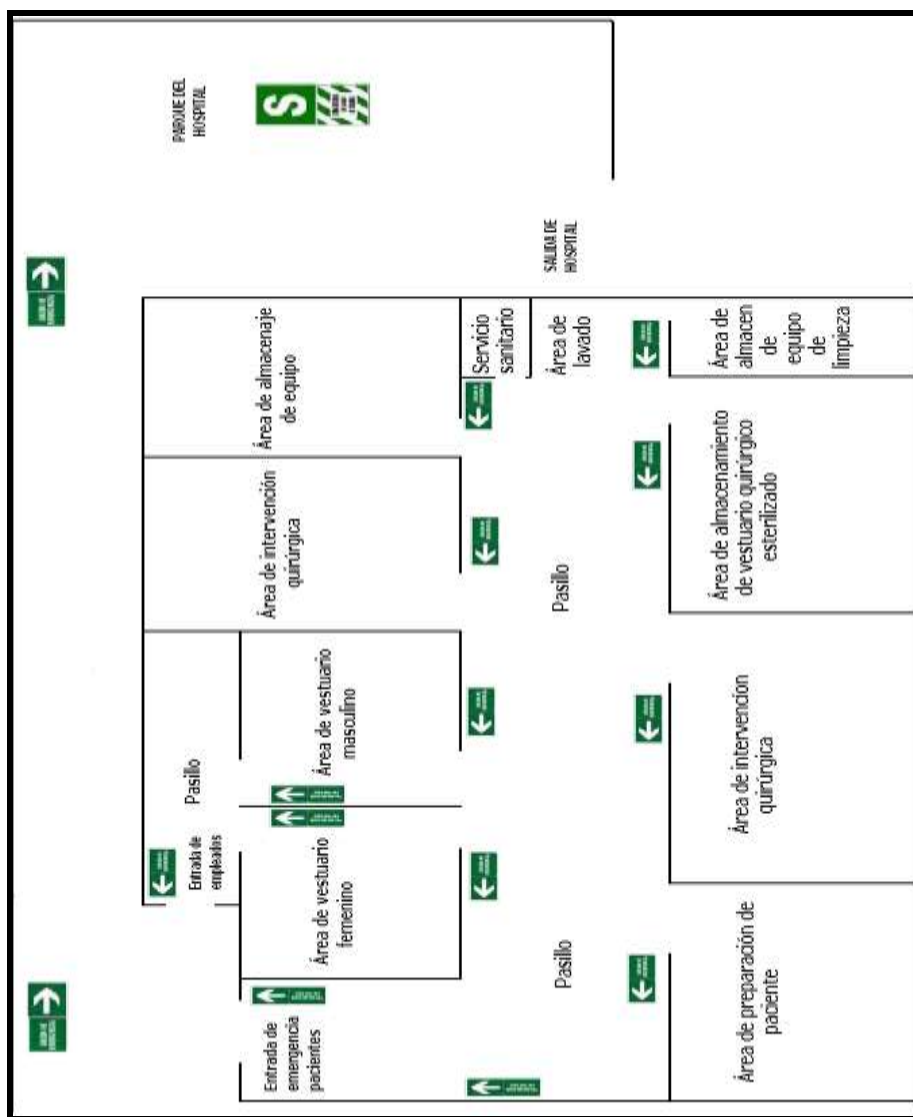 PARQUE DEL
HOSPITAL
Entrada de
empleados
Pasillo
S
Entrada de
emergencia
pacientes
Área de vestuario
femenino
Área de vestuario
masculino
Área de intervención
quirúrgica
Área de almacenaje
de equipo
Servicio
sanitario
Pasillo
Pasillo
Área de
lavado
SALIDA DE
HOSPITAL
Área de preparación de
paciente
Área de intervencion
quirúrgica
Área de almacenamiento
de vestuario quirúrgico
esterilizado
Área de
almacen
de
equipo
de
limpieza